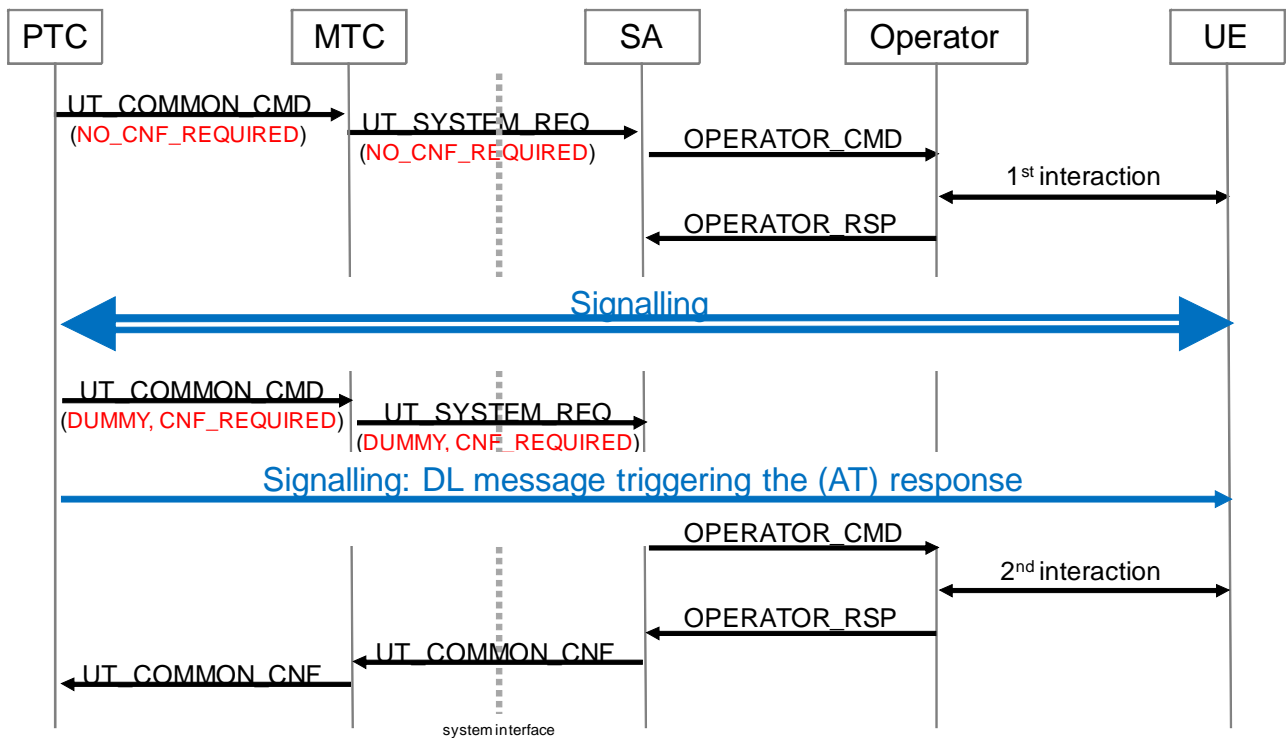 PTC
MTC
SA
Operator
UE
UT_COMMON_CMD
(NO_CNF_REQUIRED)
UT_SYSTEM_REQ
(NO_CNF_REQUIRED)
OPERATOR_CMD
1st interaction
OPERATOR_RSP
Signalling
UT_COMMON_CMD
(DUMMY, CNF_REQUIRED)
UT_SYSTEM_REQ
(DUMMY, CNF_REQUIRED)
Signalling: DL message triggering the (AT) response
OPERATOR_CMD
2nd interaction
OPERATOR_RSP
UT_COMMON_CNF
UT_COMMON_CNF
system interface